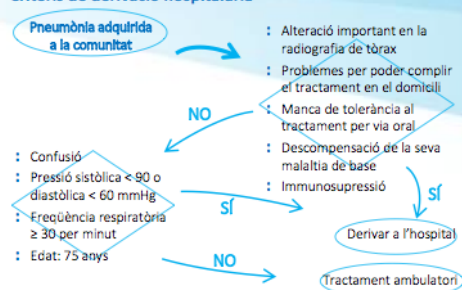 Pneumònia adquirida
a la comunitat
: Alteració important en la
radiografia de tòrax
: Problemes per poder complir
el tractament en el domicili
: Manca de tolerància al
tractament per via oral
: Descompensació de la seva
malaltia de base
: Immunosupressió
NO
SÍ
: Confusió
: Pressió sistòlica < 90 o
diastòlica < 60 mmHg
: Freqüència respiratòria
≥ 30 per minut
: Edat: 75 anys
SÍ
Derivar a l'hospital
NO
Tractament ambulatori